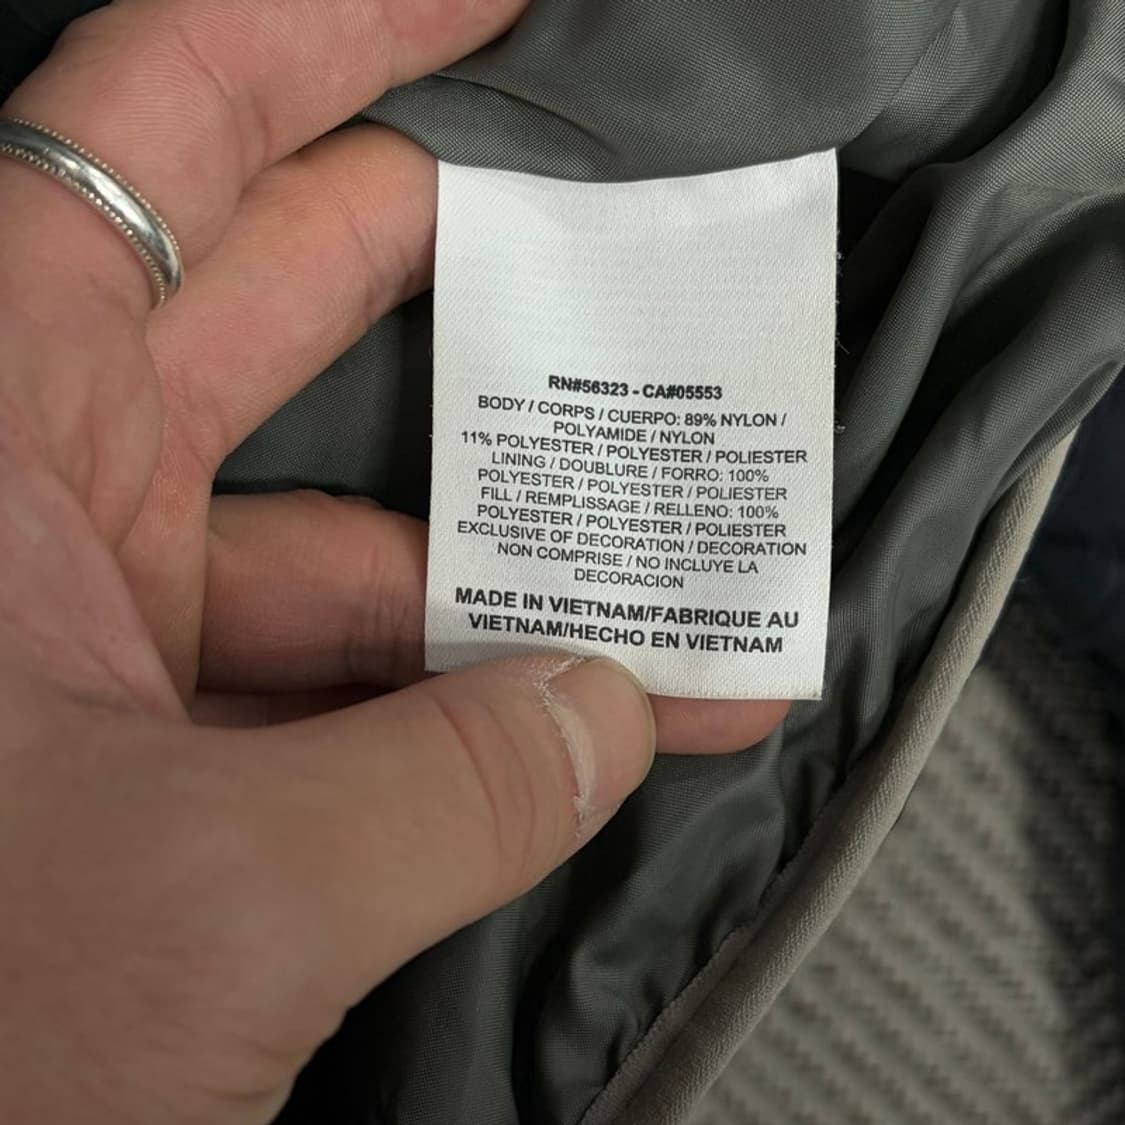 RN#56323 - CA#05553
BODY / CORPS / CUERPO: 89% NYLON /
POLYAMIDE / NYLON
11% POLYESTER / POLYESTER / POLIESTER
LINING / DOUBLURE / FORRO: 100%
POLYESTER / POLYESTER / POLIESTER
FILL / REMPLISSAGE / RELLENO: 100%
POLYESTER / POLYESTER / POLIESTER
EXCLUSIVE OF DECORATION / DECORATION
NON COMPRISE / NO INCLUYE LA
DECORACION
MADE IN VIETNAM/FABRIQUE AU
VIETNAM/HECHO EN VIETNAM